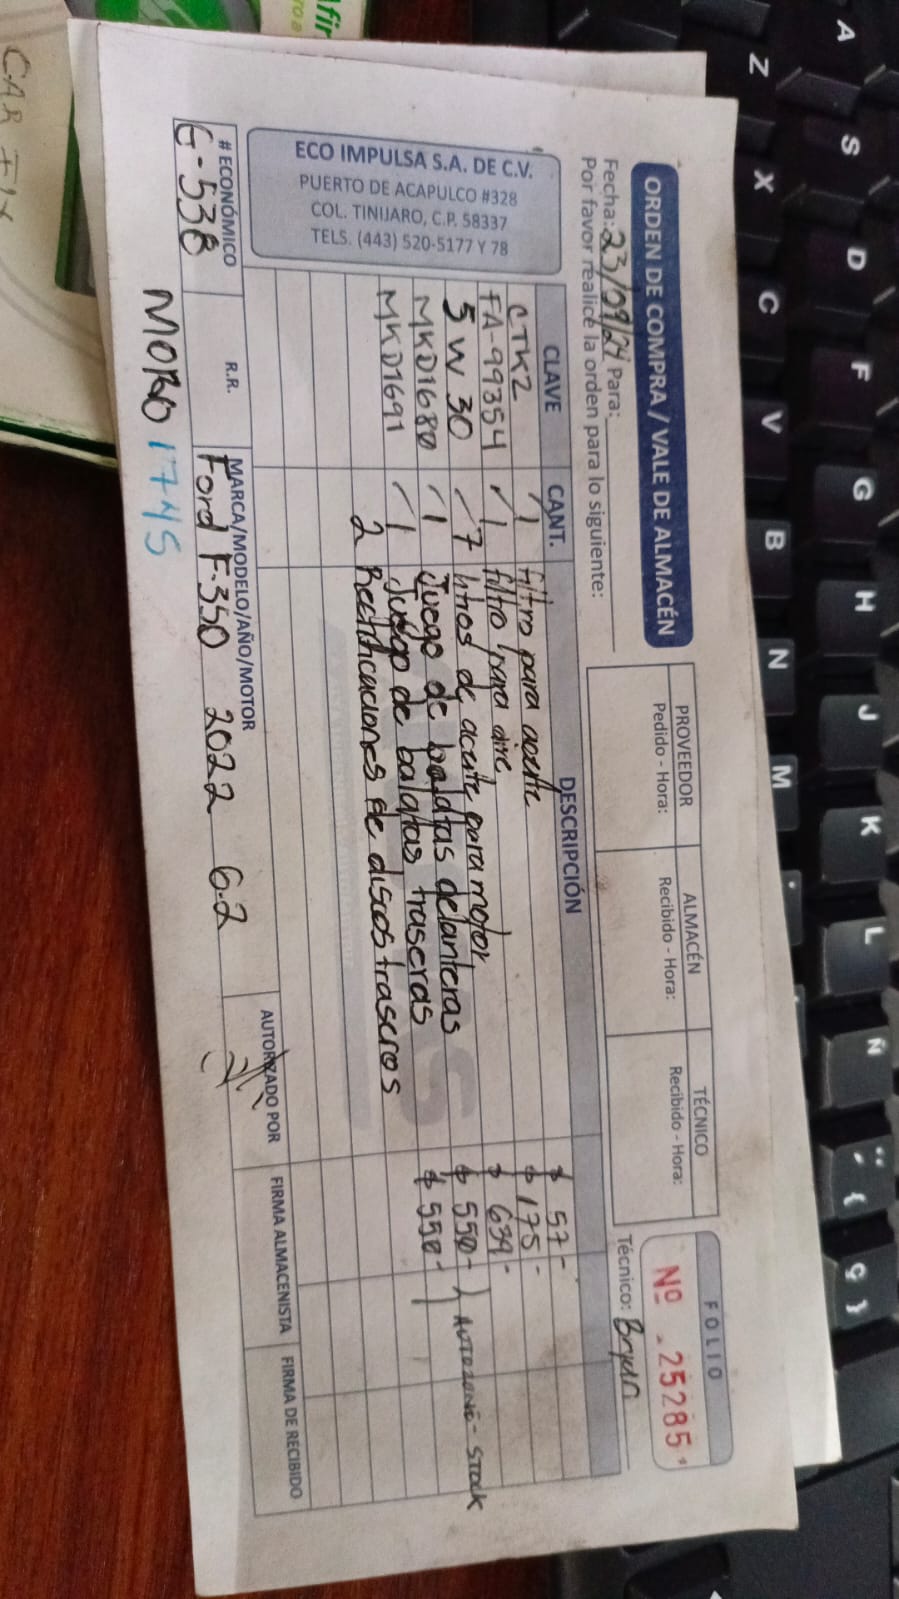 ORDEN DE COMPRA / VALE DE ALMACÉN
Fecha: 23/09/24 Para:
Por favor realice la orden para lo siguiente:
PROVEEDOR
Pedido - Hora:
ALMACÉN
Recibido - Hora:
TÉCNICO
Recibido - Hora:
FOLIO
Nº 25285
Técnico: Bryan
ECO IMPULSA S.A. DE C.V.
PUERTO DE ACAPULCO #328
COL. TINIJARO, C.P. 58337
TELS. (443) 520-5177 Y 78
CLAVE CANT. DESCRIPCIÓN
CTK2 1 filtro para aceite $ 57-
FA-99354 1 filtro para aire $ 175-
5W30 7 litros de aceite para motor $ 639-
MKD1680 1 Juego de balatas delanteras $ 550-
MKD1691 1 Juego de balatas traseras $ 550-
AUTOZONE - STOCK
2 Rectificaciones de discos traseros
# ECONÓMICO
G-538
R.R.
MARCA/MODELO/AÑO/MOTOR
Ford F-350 2022 6.2
AUTORIZADO POR
FIRMA ALMACENISTA
FIRMA DE RECIBIDO
MORO 1745
A S D F G H J K L Ñ
Z X C V B N M